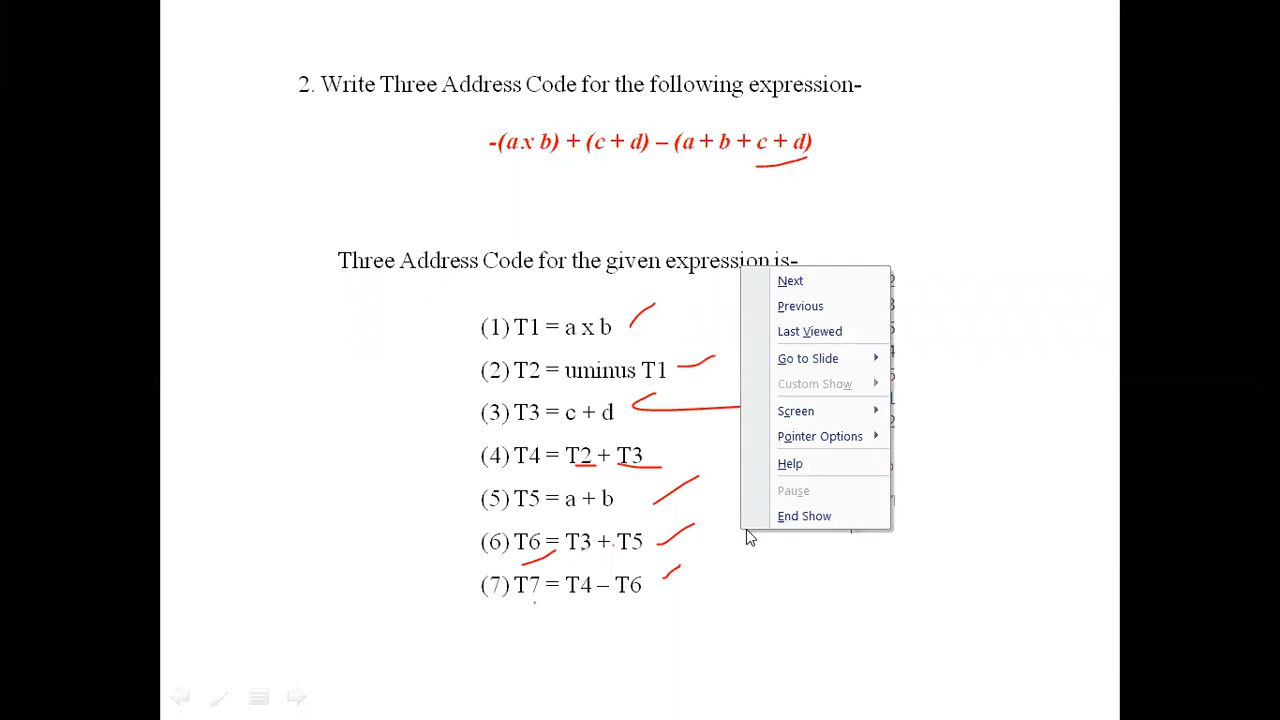 2. Write Three Address Code for the following expression-
-(a x b) + (c + d) – (a + b + c + d)
Three Address Code for the given expression is-
(1) T1 = a x b
(2) T2 = uminus T1
(3) T3 = c + d
(4) T4 = T2 + T3
(5) T5 = a + b
(6) T6 = T3 + T5
(7) T7 = T4 – T6
Next
Previous
Last Viewed
Go to Slide
Custom Show
Screen
Pointer Options
Help
Pause
End Show